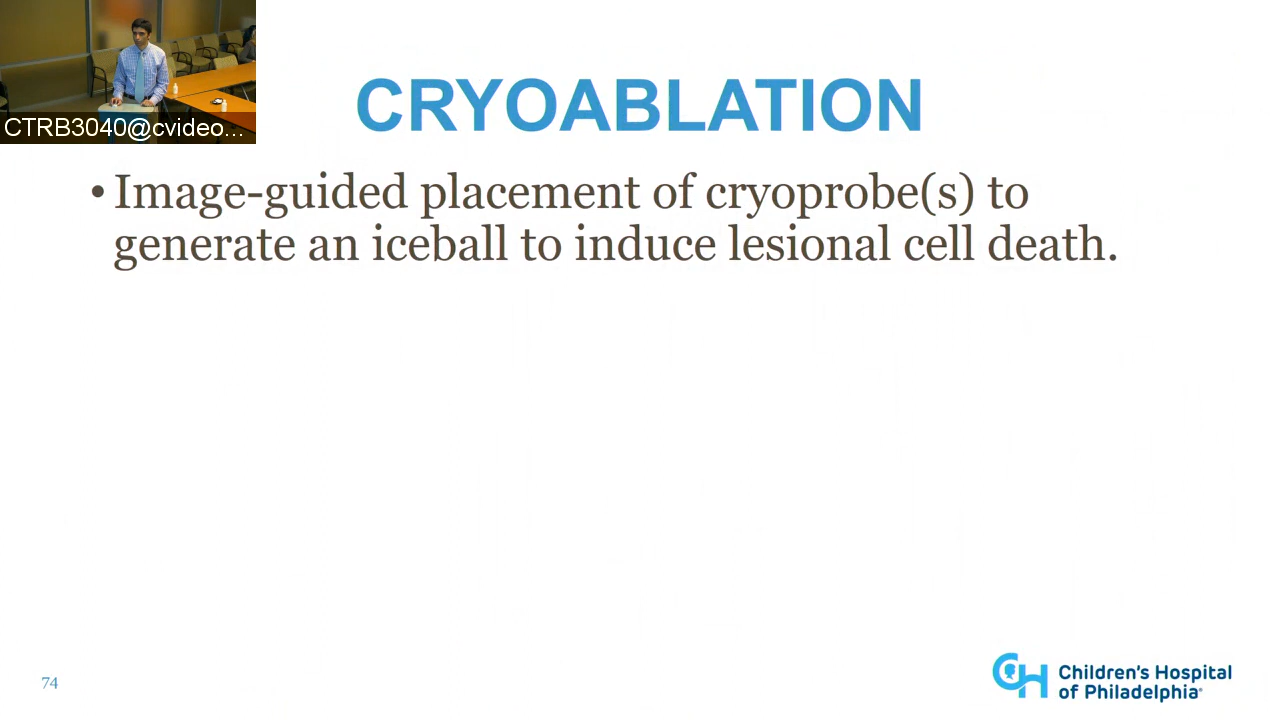 CTRB3040@cvideo...
CRYOABLATION
• Image-guided placement of cryoprobe(s) to
generate an iceball to induce lesional cell death.
74
CH
Children's Hospital
of Philadelphia®